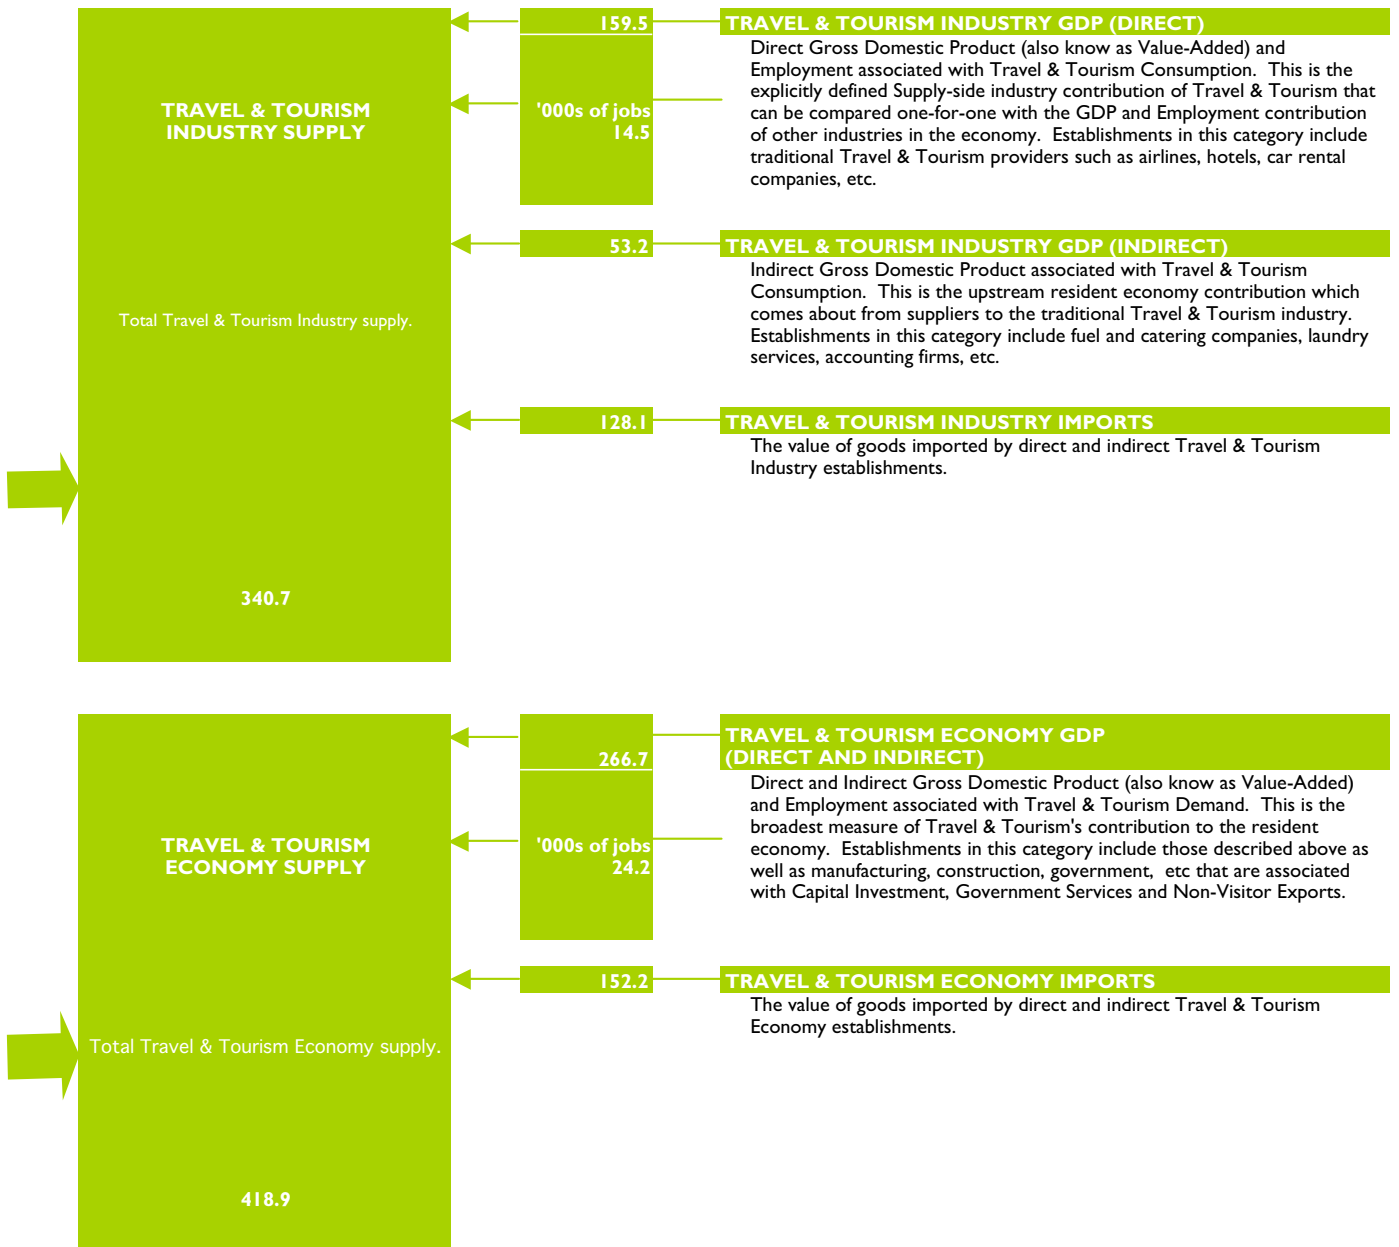 159.5
TRAVEL & TOURISM INDUSTRY GDP (DIRECT)
Direct Gross Domestic Product (also know as Value-Added) and
Employment associated with Travel & Tourism Consumption. This is the
explicitly defined Supply-side industry contribution of Travel & Tourism that
can be compared one-for-one with the GDP and Employment contribution
of other industries in the economy. Establishments in this category include
traditional Travel & Tourism providers such as airlines, hotels, car rental
companies, etc.
TRAVEL & TOURISM
INDUSTRY SUPPLY
'000s of jobs
14.5
53.2
TRAVEL & TOURISM INDUSTRY GDP (INDIRECT)
Indirect Gross Domestic Product associated with Travel & Tourism
Consumption. This is the upstream resident economy contribution which
comes about from suppliers to the traditional Travel & Tourism industry.
Establishments in this category include fuel and catering companies, laundry
services, accounting firms, etc.
Total Travel & Tourism Industry supply.
128.1
TRAVEL & TOURISM INDUSTRY IMPORTS
The value of goods imported by direct and indirect Travel & Tourism
Industry establishments.
340.7
266.7
TRAVEL & TOURISM ECONOMY GDP
(DIRECT AND INDIRECT)
Direct and Indirect Gross Domestic Product (also know as Value-Added)
and Employment associated with Travel & Tourism Demand. This is the
broadest measure of Travel & Tourism's contribution to the resident
economy. Establishments in this category include those described above as
well as manufacturing, construction, government, etc that are associated
with Capital Investment, Government Services and Non-Visitor Exports.
TRAVEL & TOURISM
ECONOMY SUPPLY
'000s of jobs
24.2
152.2
TRAVEL & TOURISM ECONOMY IMPORTS
The value of goods imported by direct and indirect Travel & Tourism
Economy establishments.
Total Travel & Tourism Economy supply.
418.9